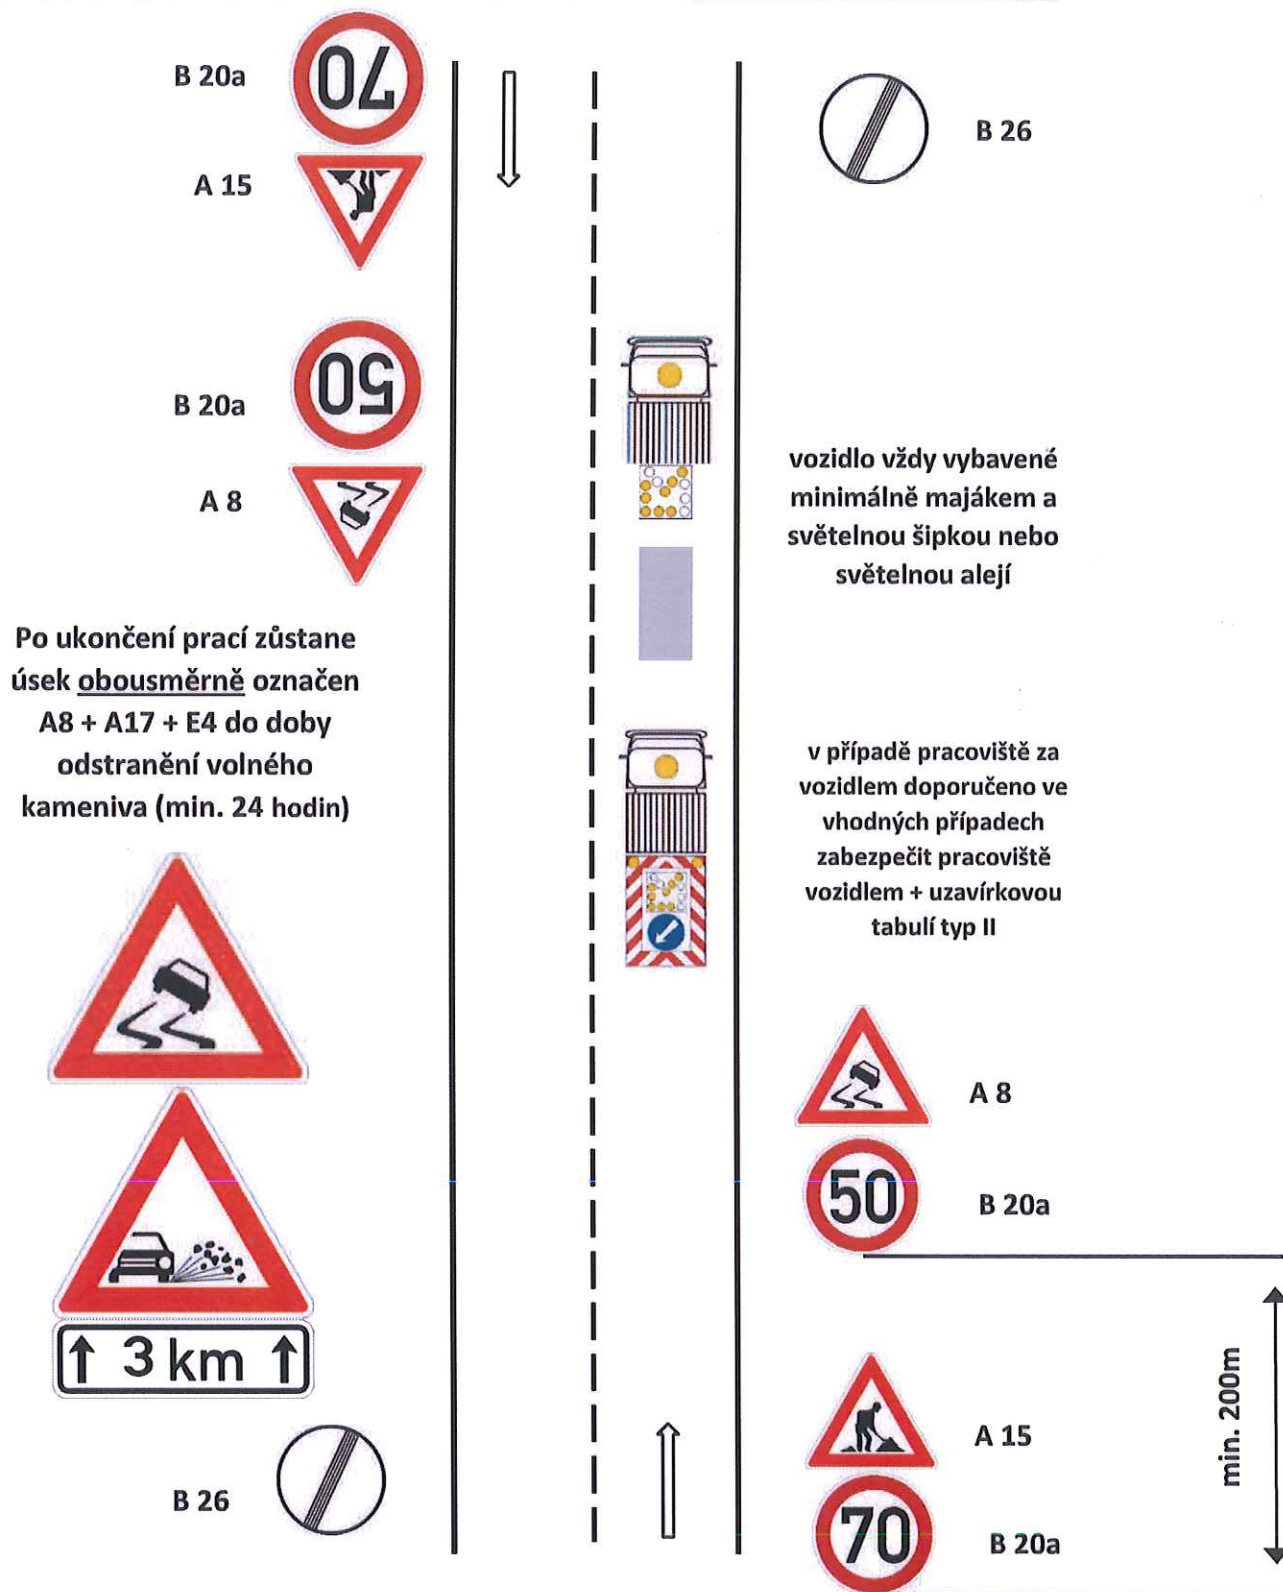 70
B 20a
B 26
A 15
50
B 20a
vozidlo vždy vybavené
minimálně majákem a
světelnou šipkou nebo
světelnou alejí
A 8
Po ukončení prací zůstane
úsek obousměrně označen
A8 + A17 + E4 do doby
odstranění volného
kameniva (min. 24 hodin)
v případě pracoviště za
vozidlem doporučeno ve
vhodných případech
zabezpečit pracoviště
vozidlem + uzavírkovou
tabulí typ II
A 8
50
B 20a
3 km
min. 200m
A 15
B 26
70
B 20a